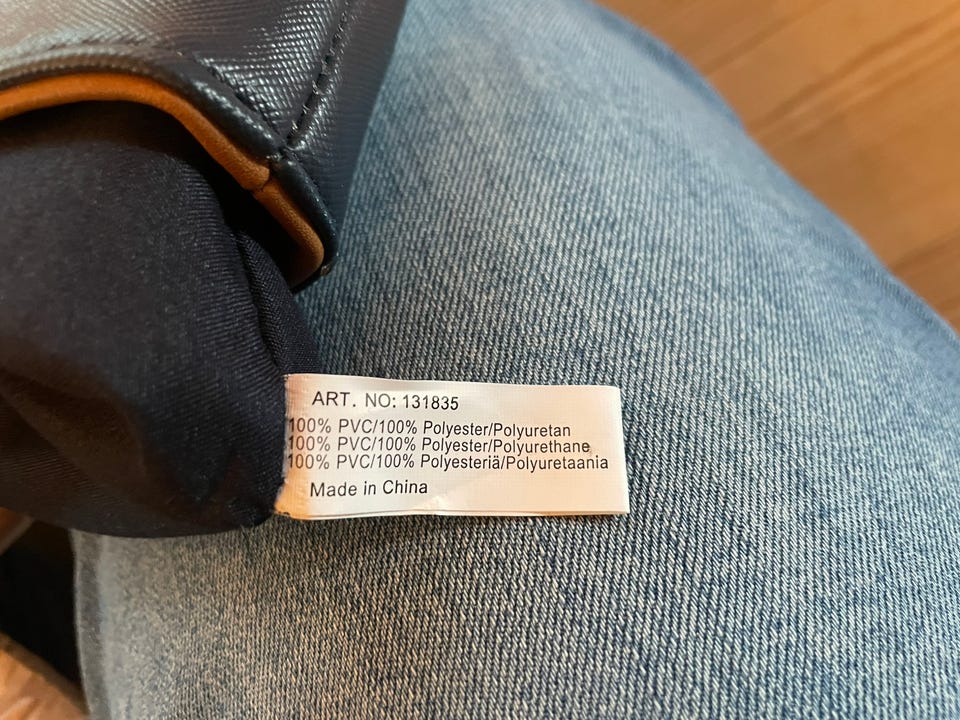 ART. NO: 131835
100% PVC/100% Polyester/Polyuretan
100% PVC/100% Polyester/Polyurethane
100% PVC/100% Polyesteriä/Polyuretaania
Made in China